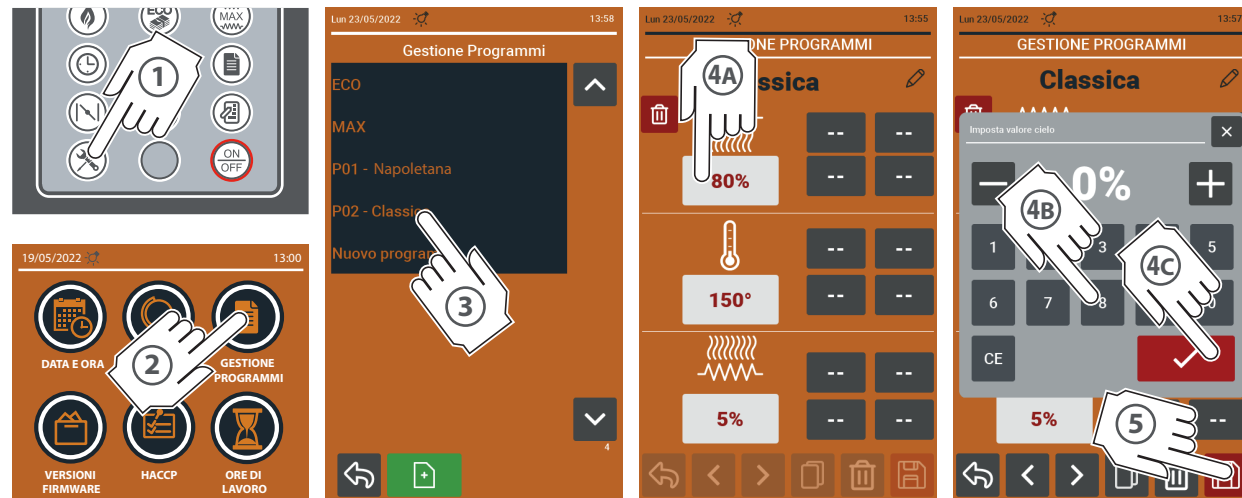 ECO
MAX
1
ON
OFF
19/05/2022
13:00
DATA E ORA
GESTIONE
PROGRAMMI
2
VERSIONI
FIRMWARE
HACCP
ORE DI
LAVORO
Lun 23/05/2022
13:58
Gestione Programmi
ECO
MAX
P01 - Napoletana
P02 - Classic
Nuovo progra
3
4
Lun 23/05/2022
13:55
NE PROGRAMMI
ssica
4A
-- --
80%
-- --
-- --
150°
-- --
-- --
5%
-- --
Lun 23/05/2022
13:57
GESTIONE PROGRAMMI
Classica
Imposta valore cielo
0%
4B
1
3
5
4C
6
7
8
CE
5%
5
--